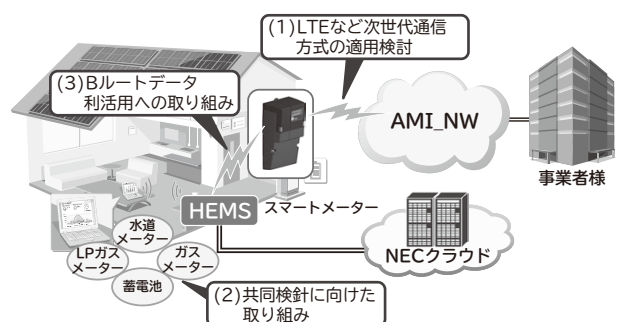 (1)LTEなど次世代通信
方式の適用検討
(3)Bルートデータ
利活用への取り組み
AMI_NW
事業者様
HEMS
スマートメーター
水道
メーター
LPガス
メーター
ガス
メーター
蓄電池
NECクラウド
(2)共同検針に向けた
取り組み